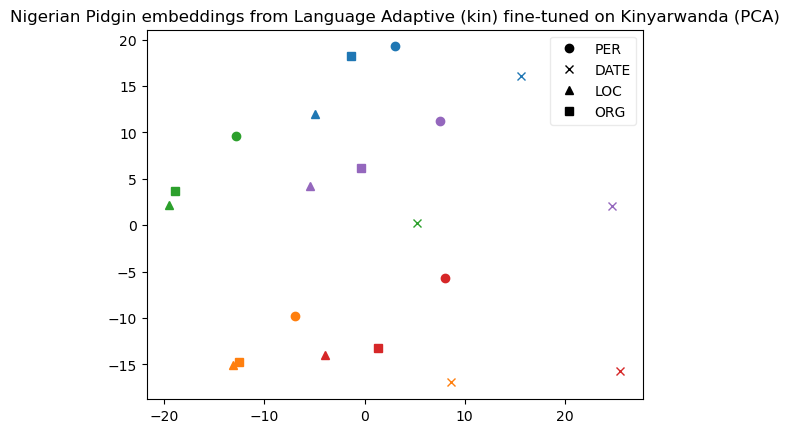 Nigerian Pidgin embeddings from Language Adaptive (kin) fine-tuned on Kinyarwanda (PCA)
PER
DATE
LOC
ORG
20
15
10
5
0
−5
−10
−15
−20
−10
0
10
20